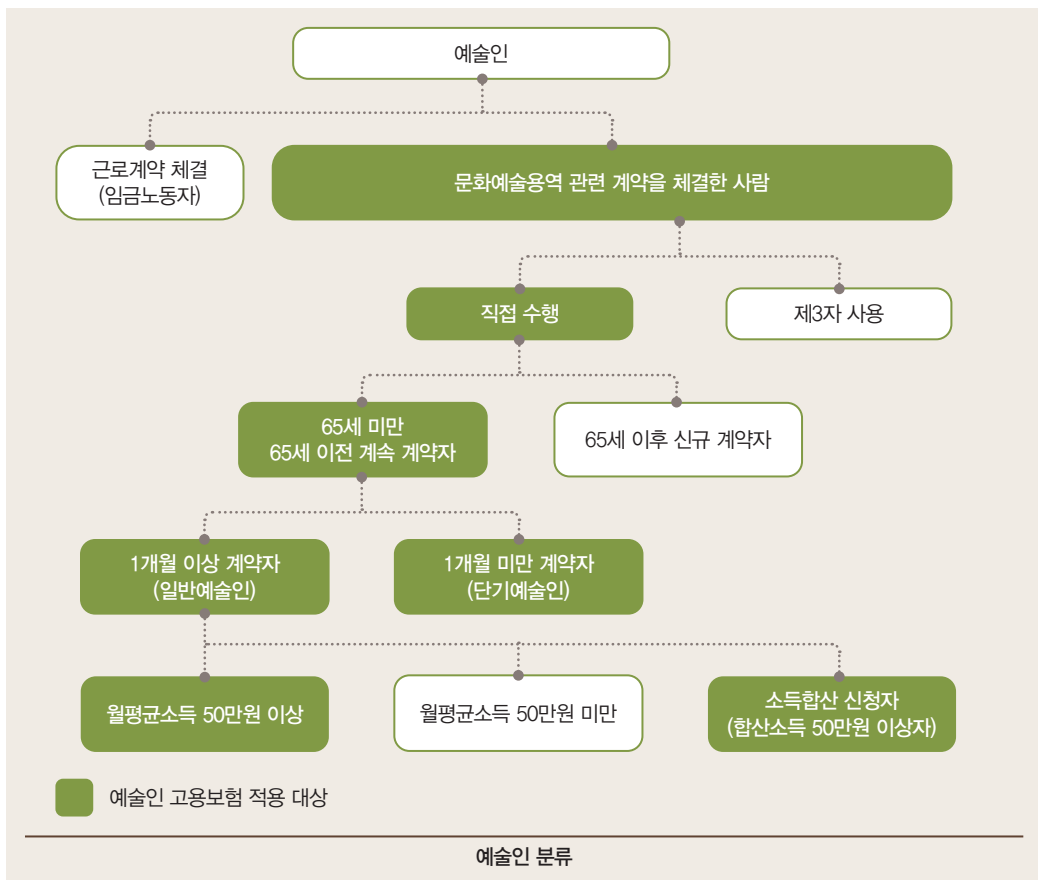 예술인
근로계약 체결
(임금노동자)
문화예술용역 관련 계약을 체결한 사람
직접 수행
제3자 사용
65세 미만
65세 이전 계속 계약자
65세 이후 신규 계약자
1개월 이상 계약자
(일반예술인)
1개월 미만 계약자
(단기예술인)
월평균소득 50만원 이상
월평균소득 50만원 미만
소득합산 신청자
(합산소득 50만원 이상자)
예술인 고용보험 적용 대상
예술인 분류